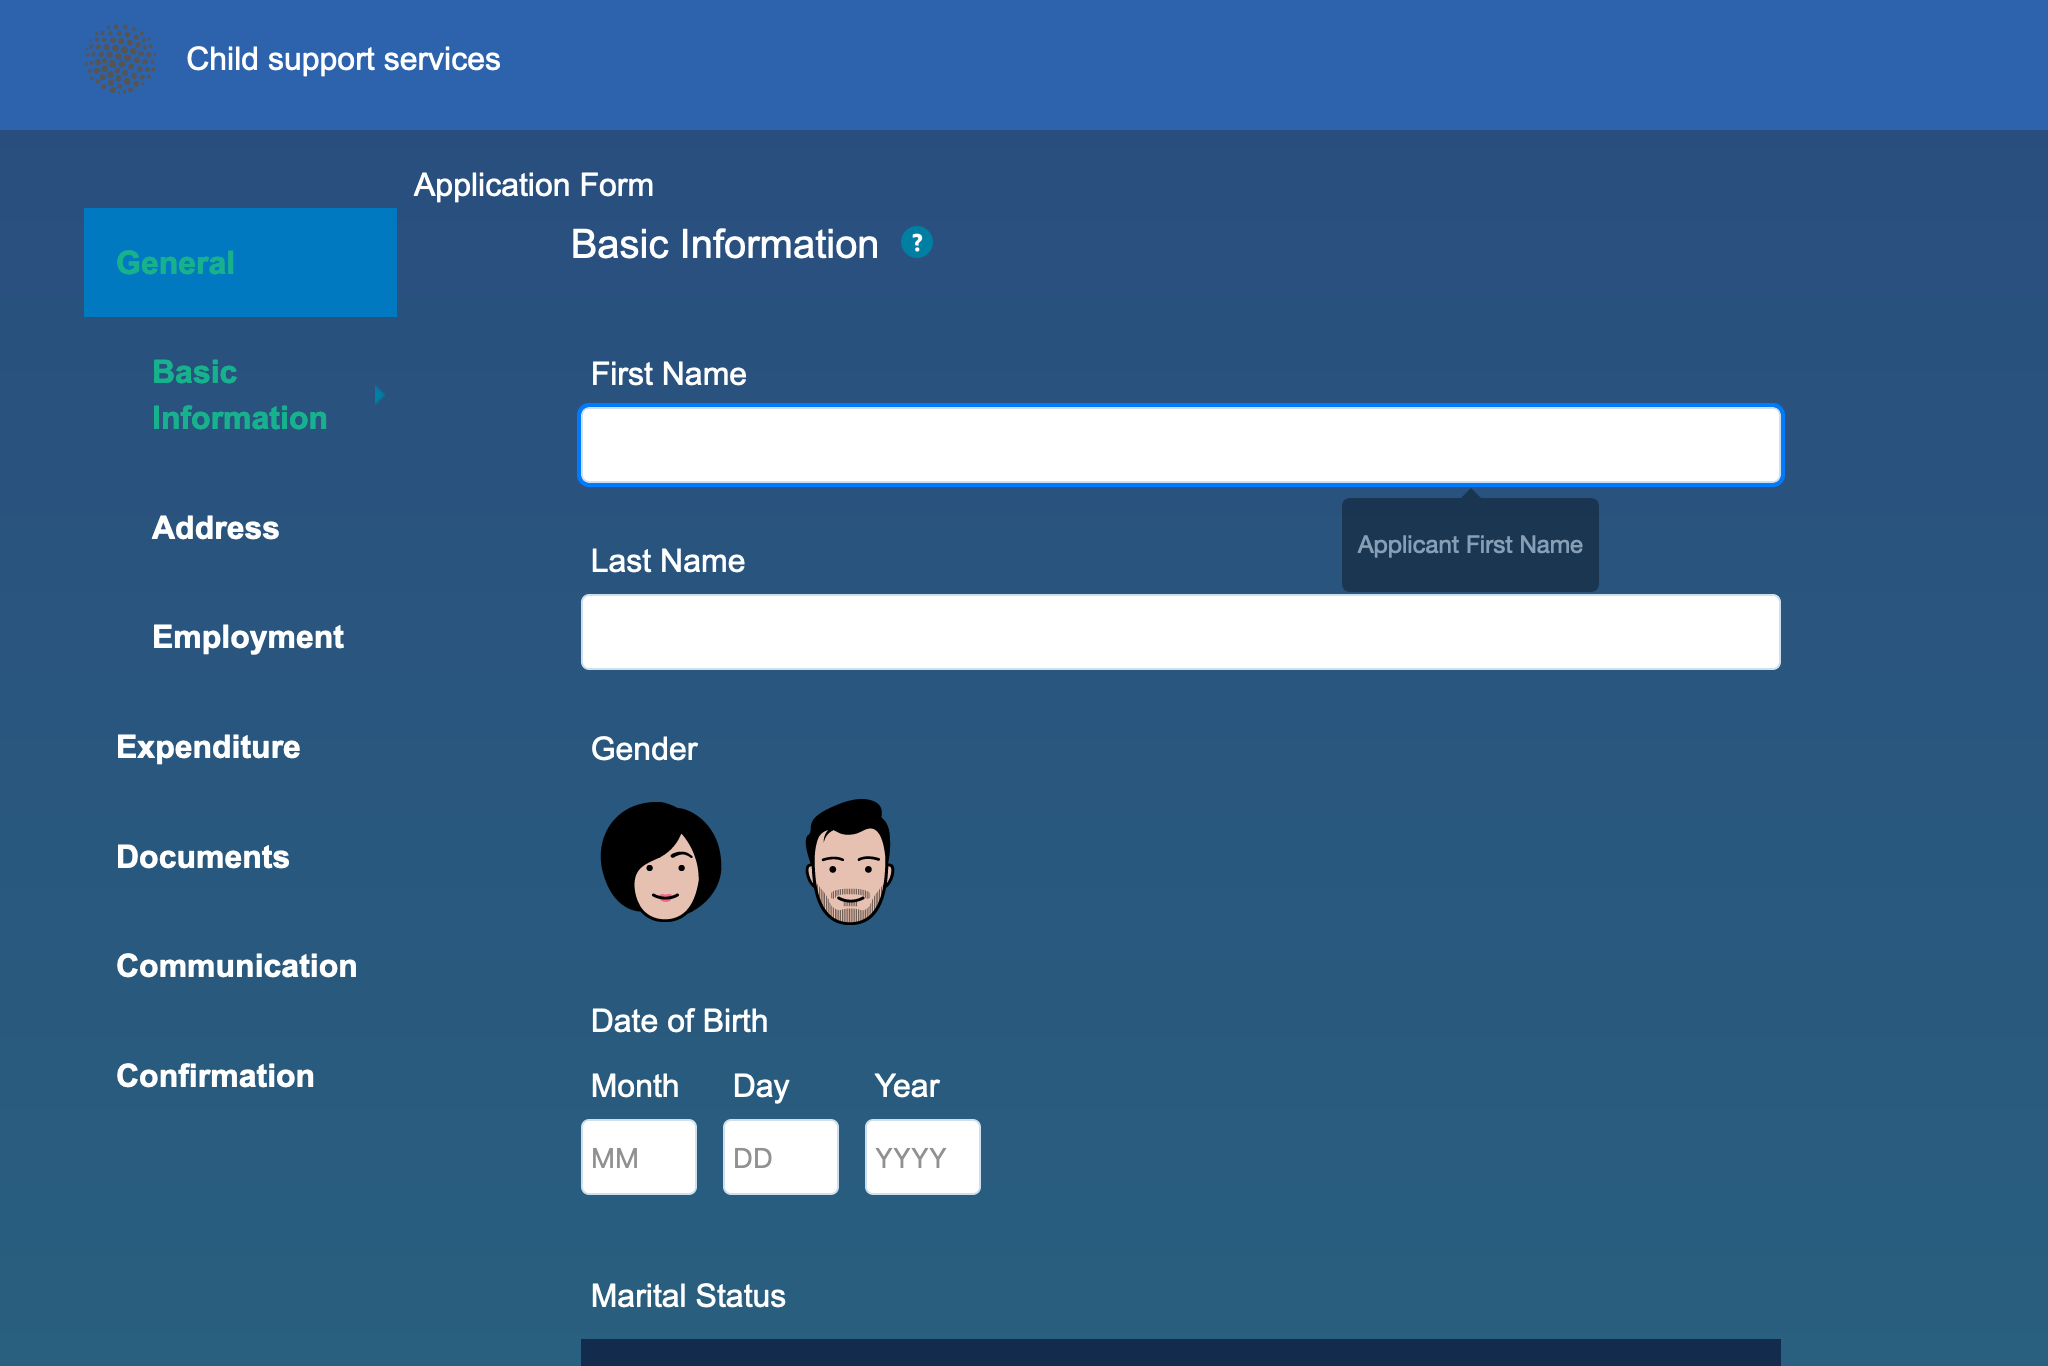 Child support services
Application Form
General
Basic Information ?
Basic
Information
First Name
Applicant First Name
Address
Last Name
Employment
Expenditure
Gender
Documents
Communication
Date of Birth
Confirmation
Month Day Year
MM DD YYYY
Marital Status